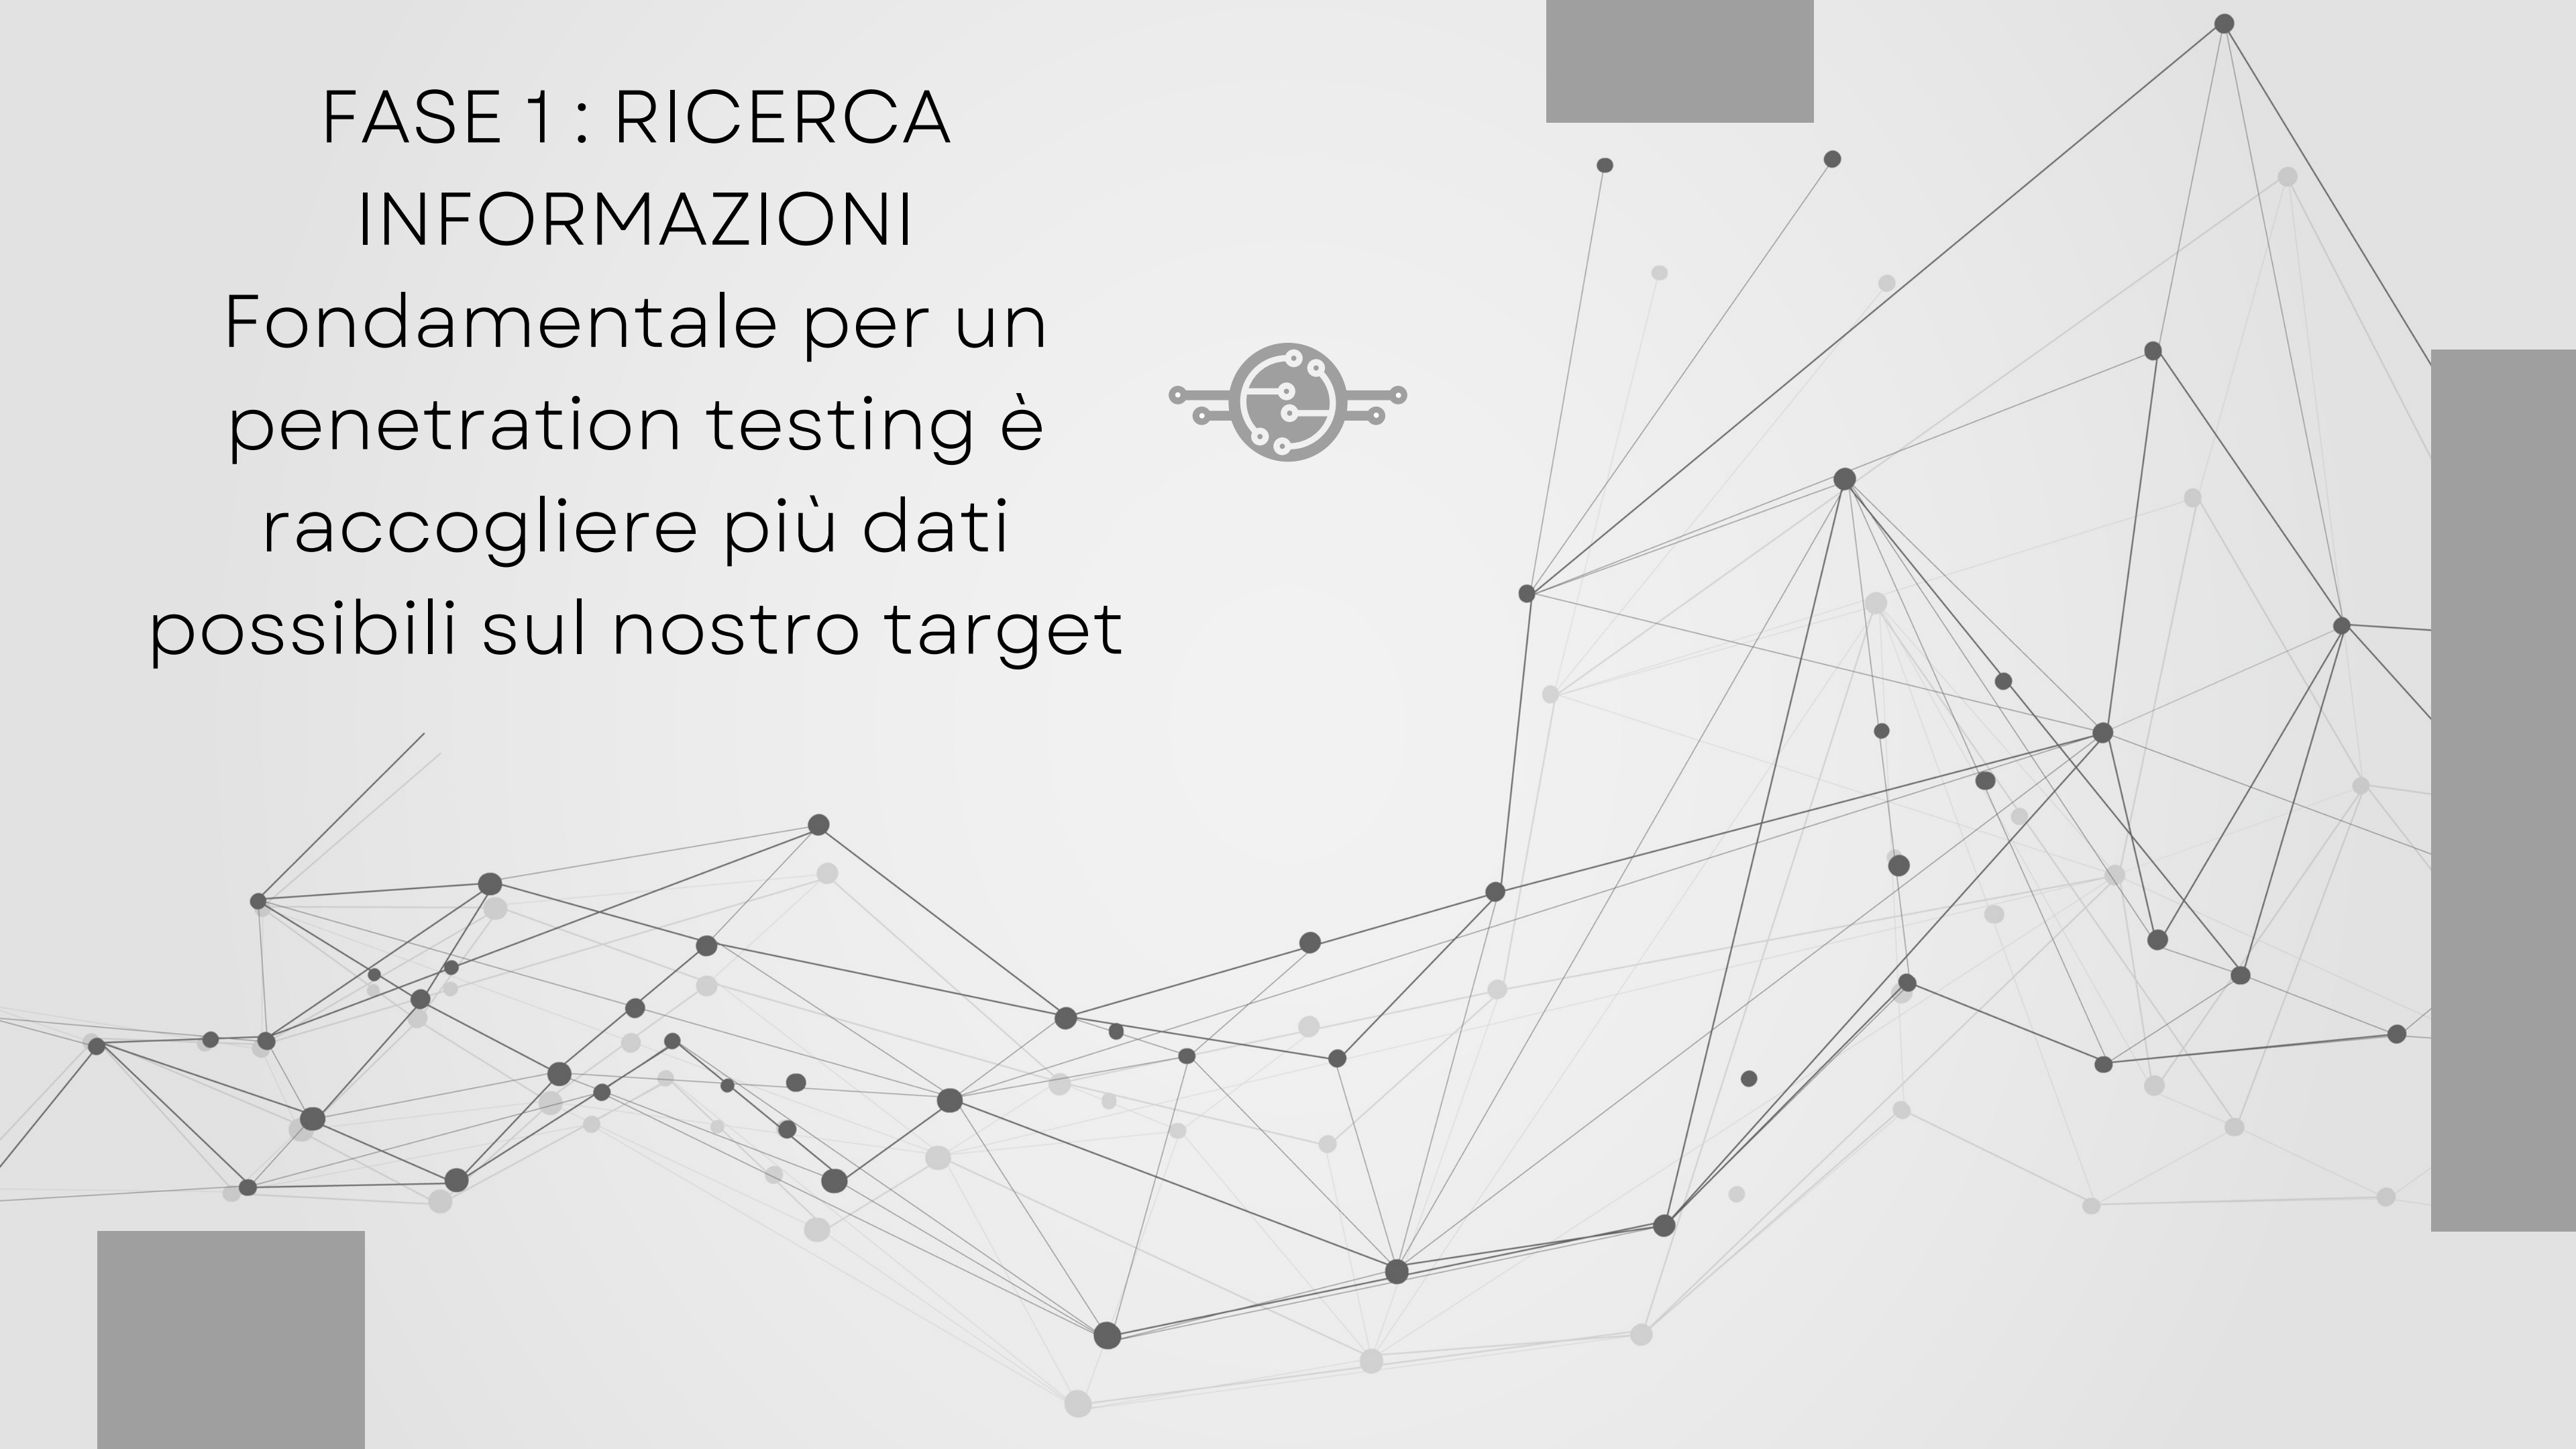 FASE 1 : RICERCA
INFORMAZIONI
Fondamentale per un
penetration testing è
raccogliere più dati
possibili sul nostro target